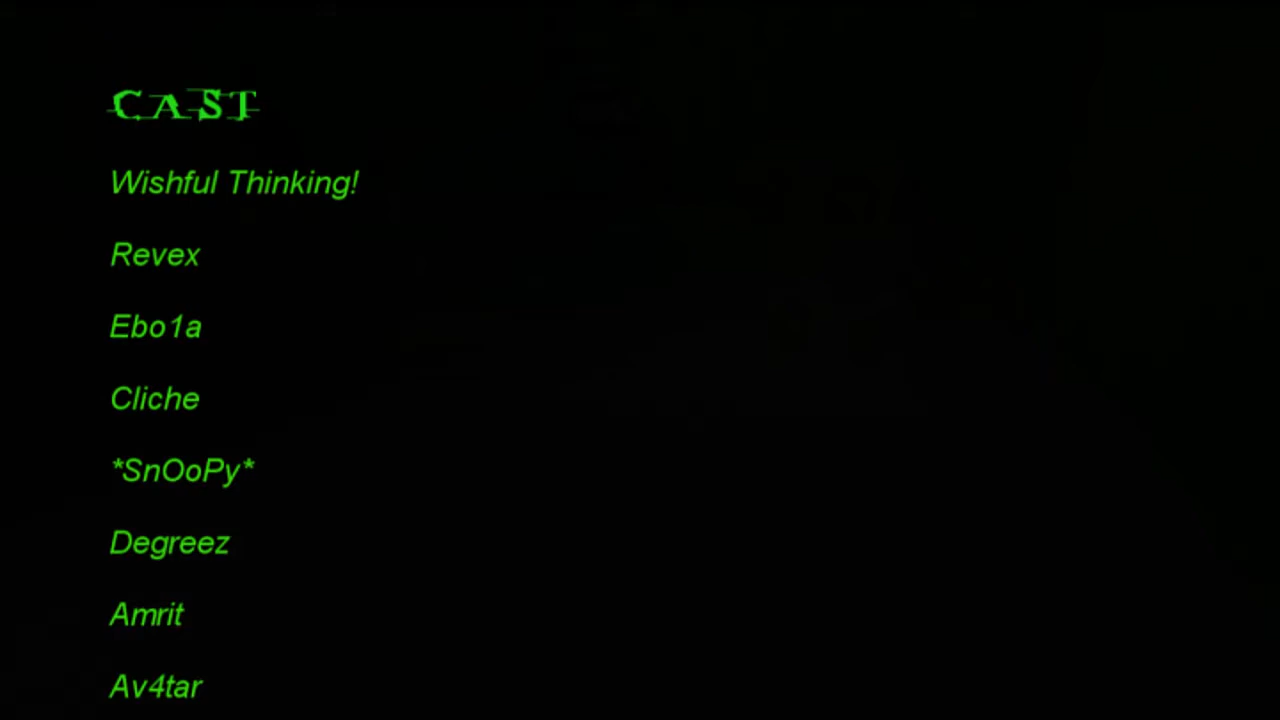 CAST
Wishful Thinking!
Revex
Ebo1a
Cliche
*SnOoPy*
Degreez
Amrit
Av4tar